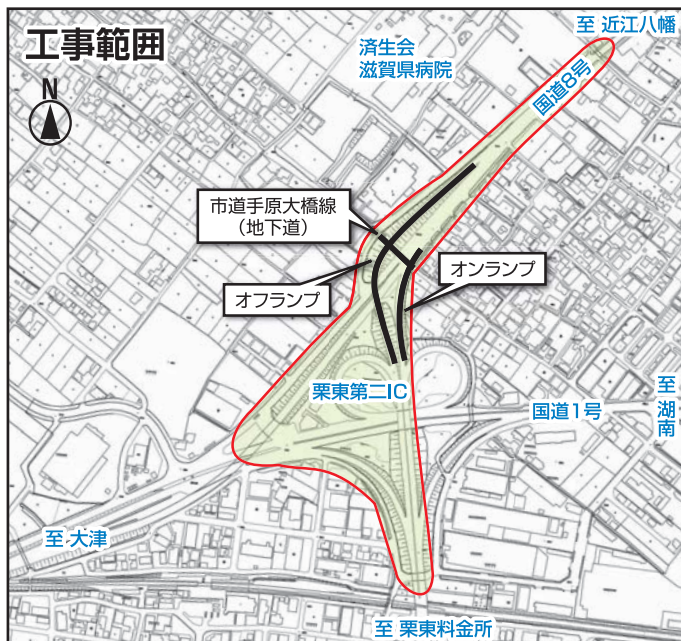 工事範囲
至 近江八幡
済生会
滋賀県病院
国道8号
N
市道手原大橋線
（地下道）
オフランプ
オンランプ
栗東第二IC
国道1号
至 湖南
至 大津
至 栗東料金所